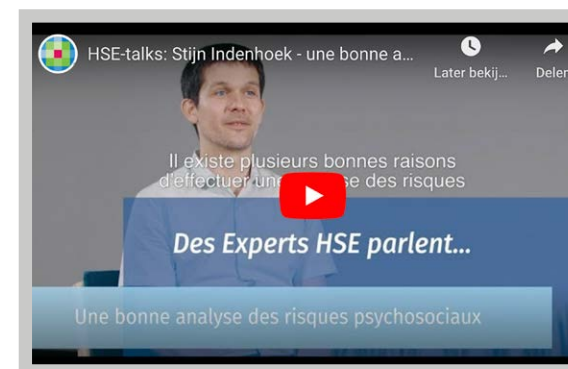 HSE-talks: Stijn Indenhoek - une bonne a...
Later bekij...
Delen
Il existe plusieurs bonnes raisons
d'effectuer une se des risques
Des Experts HSE parlent...
Une bonne analyse des risques psychosociaux